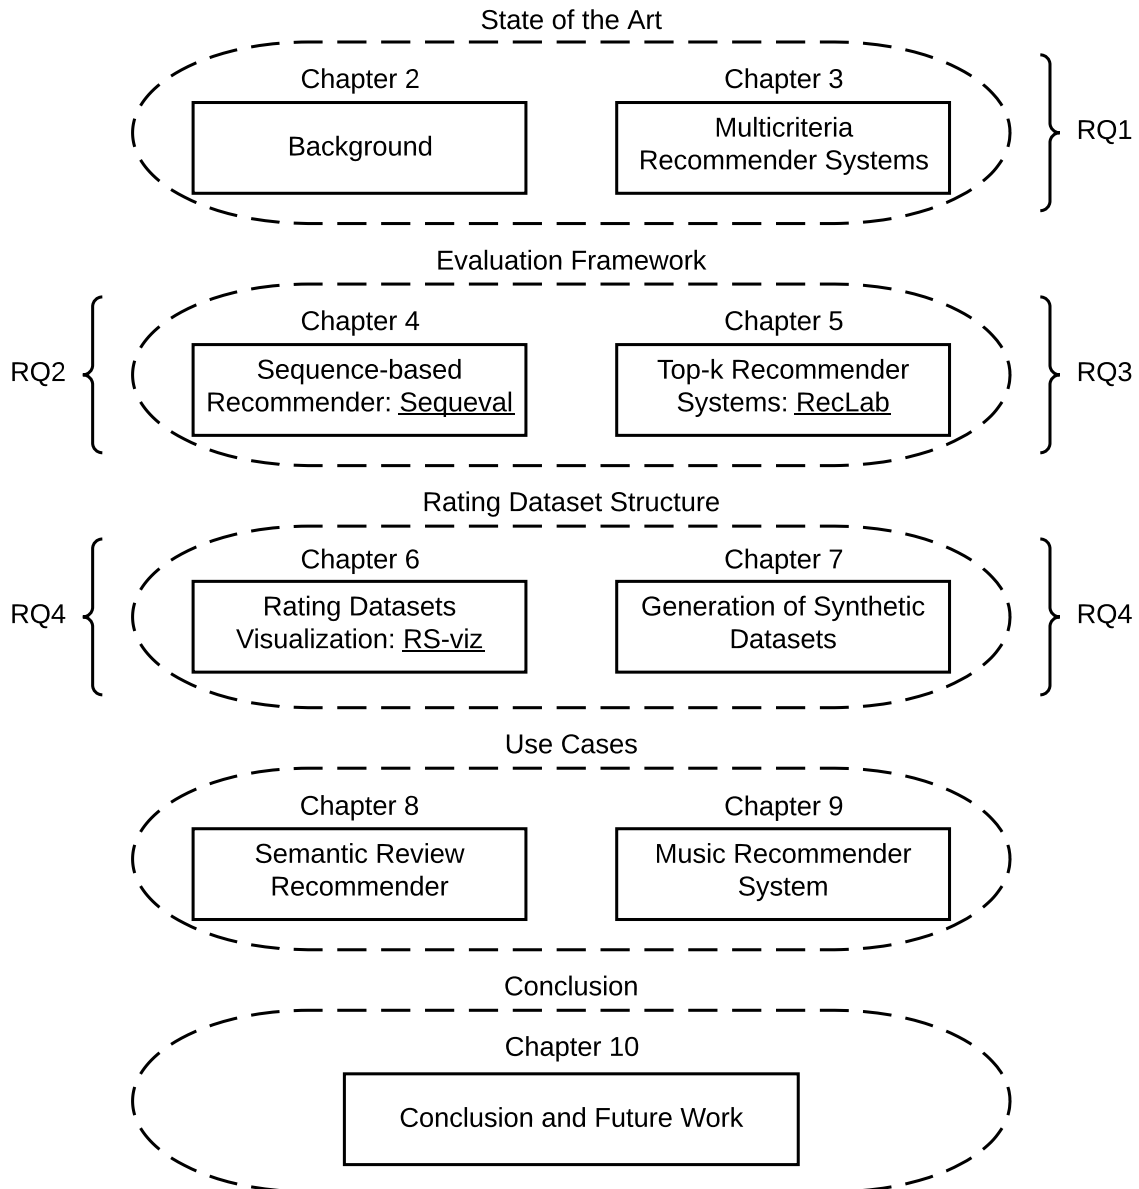 State of the Art
Chapter 2
Background
Chapter 3
Multicriteria
Recommender Systems
RQ1
Evaluation Framework
RQ2
Chapter 4
Sequence-based
Recommender: Sequeval
Chapter 5
Top-k Recommender
Systems: RecLab
RQ3
Rating Dataset Structure
RQ4
Chapter 6
Rating Datasets
Visualization: RS-viz
Chapter 7
Generation of Synthetic
Datasets
RQ4
Use Cases
Chapter 8
Semantic Review
Recommender
Chapter 9
Music Recommender
System
Conclusion
Chapter 10
Conclusion and Future Work